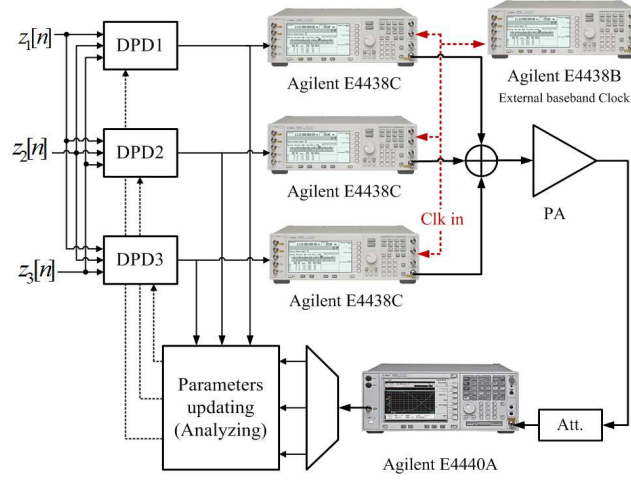 z1[n]
DPD1
Agilent E4438C
Agilent E4438B
External baseband Clock
z2[n]
DPD2
Agilent E4438C
PA
Clk in
z3[n]
DPD3
Agilent E4438C
Parameters
updating
(Analyzing)
Att.
Agilent E4440A